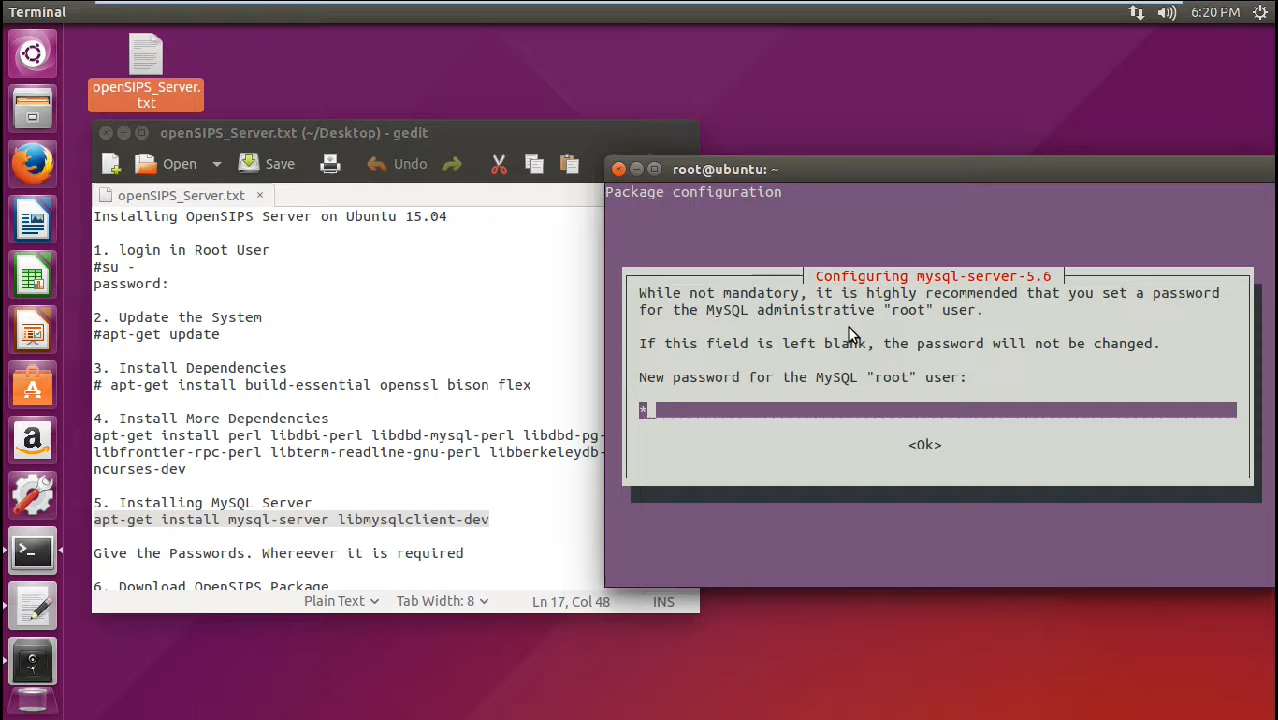 Terminal
6:20 PM
openSIPS_Server.
txt
openSIPS_Server.txt (~/Desktop) - gedit
Open
Save
Undo
openSIPS_Server.txt ×
Installing OpenSIPS Server on Ubuntu 15.04
1. login in Root User
#su -
password:
2. Update the System
#apt-get update
3. Install Dependencies
# apt-get install build-essential openssl bison flex
4. Install More Dependencies
apt-get install perl libdbi-perl libdbd-mysql-perl libdbd-pg-
libfrontier-rpc-perl libterm-readline-gnu-perl libberkeleydb-
ncurses-dev
5. Installing MySQL Server
apt-get install mysql-server libmysqlclient-dev
Give the Passwords. Whereever it is required
6. Download OpenSIPS Package
Plain Text Tab Width: 8 Ln 17, Col 48 INS
root@ubuntu: ~
Package configuration
Configuring mysql-server-5.6
While not mandatory, it is highly recommended that you set a password
for the MySQL administrative "root" user.
If this field is left blank, the password will not be changed.
New password for the MySQL "root" user:
*_
<Ok>